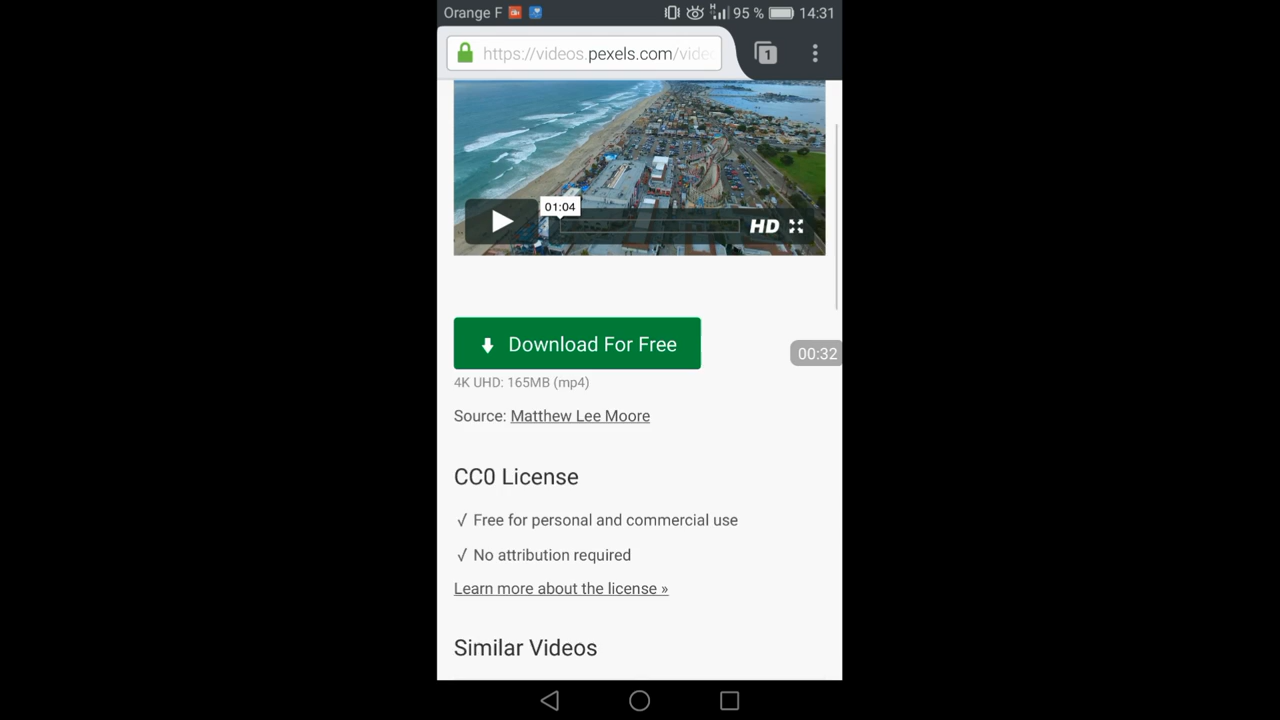 Orange F
H 95 % 14:31
https://videos.pexels.com/vide
1
01:04
HD
Download For Free
00:32
4K UHD: 165MB (mp4)
Source: Matthew Lee Moore
CC0 License
√ Free for personal and commercial use
√ No attribution required
Learn more about the license »
Similar Videos